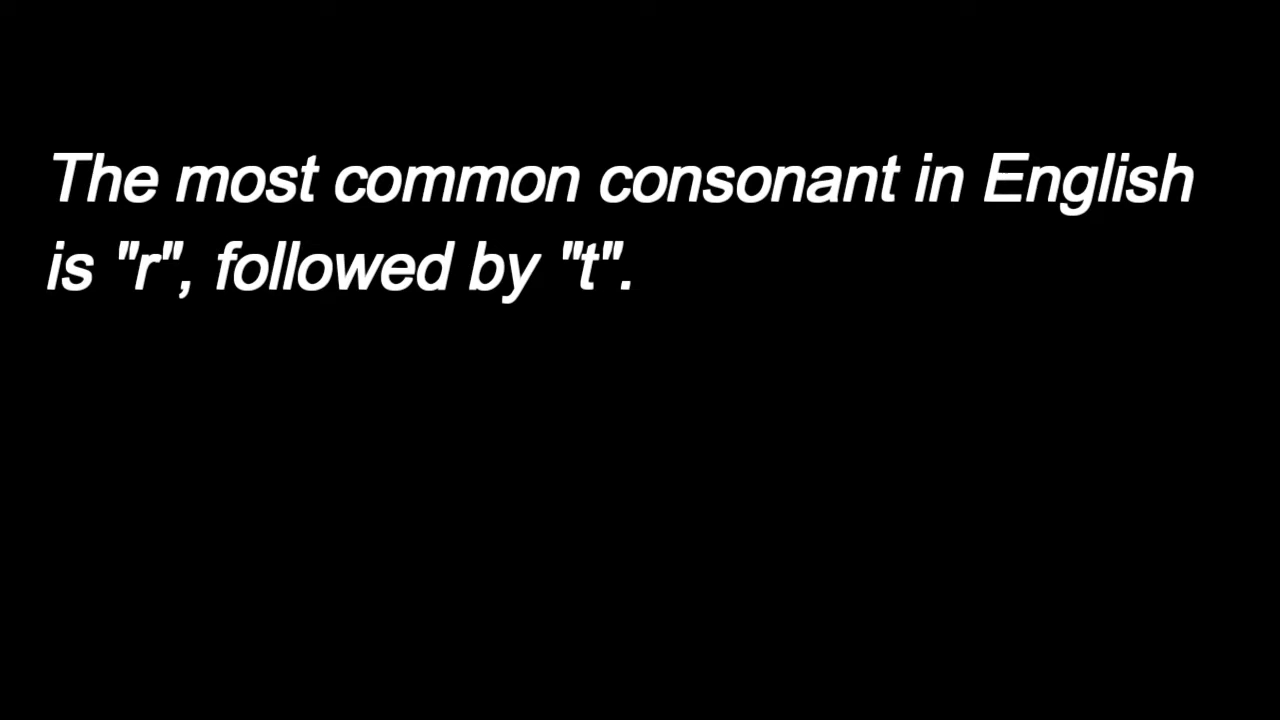 The most common consonant in English
is "r", followed by "t".